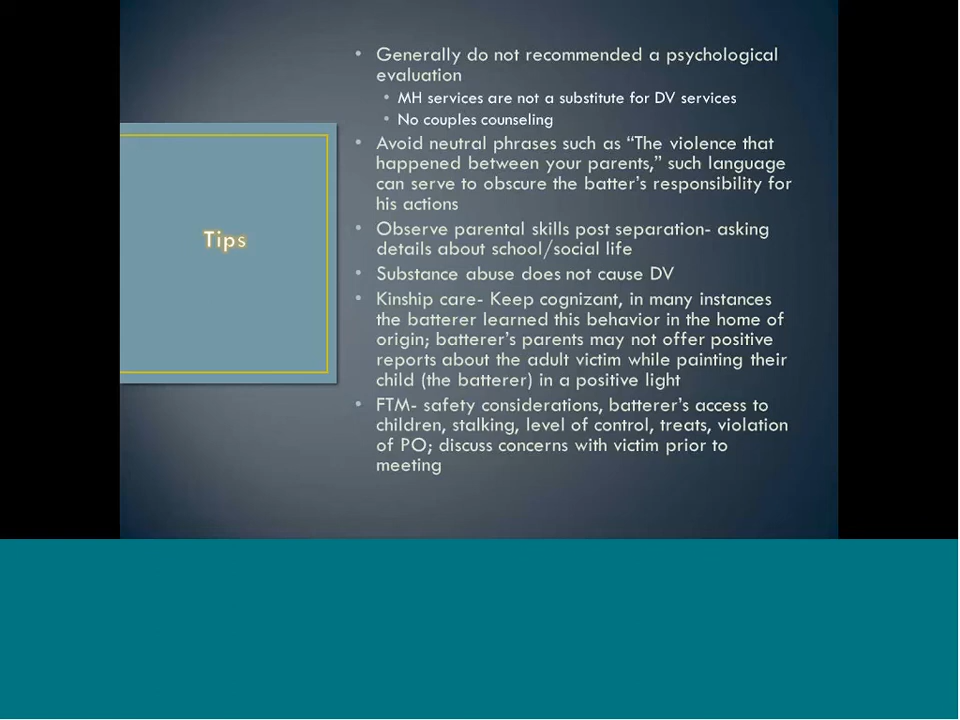 Tips
• Generally do not recommended a psychological
evaluation
• MH services are not a substitute for DV services
• No couples counseling
• Avoid neutral phrases such as “The violence that
happened between your parents,” such language
can serve to obscure the batter’s responsibility for
his actions
• Observe parental skills post separation- asking
details about school/social life
• Substance abuse does not cause DV
• Kinship care- Keep cognizant, in many instances
the batterer learned this behavior in the home of
origin; batterer’s parents may not offer positive
reports about the adult victim while painting their
child (the batterer) in a positive light
• FTM- safety considerations, batterer’s access to
children, stalking, level of control, treats, violation
of PO; discuss concerns with victim prior to
meeting